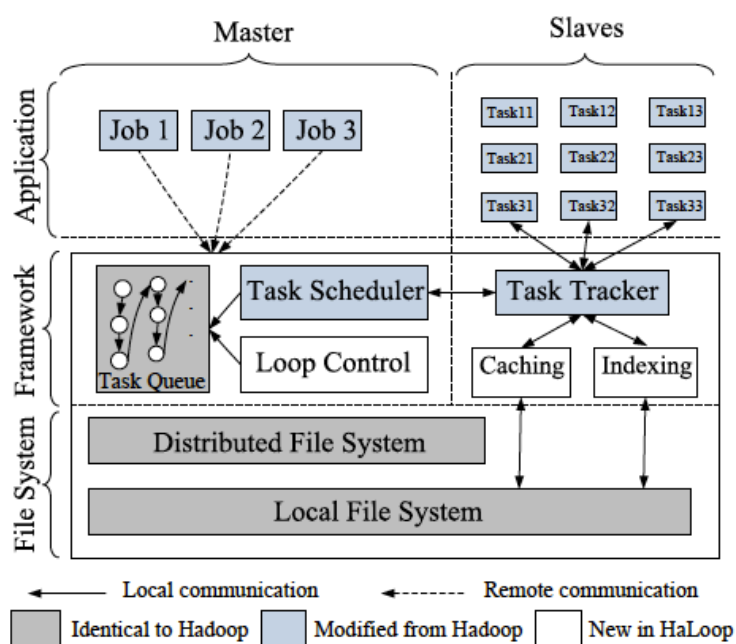 Master
Slaves
Application
Job 1
Job 2
Job 3
Task11
Task12
Task13
Task21
Task22
Task23
Task31
Task32
Task33
Framework
Task Queue
Task Scheduler
Loop Control
Task Tracker
Caching
Indexing
File System
Distributed File System
Local File System
Local communication
Remote communication
Identical to Hadoop
Modified from Hadoop
New in HaLoop